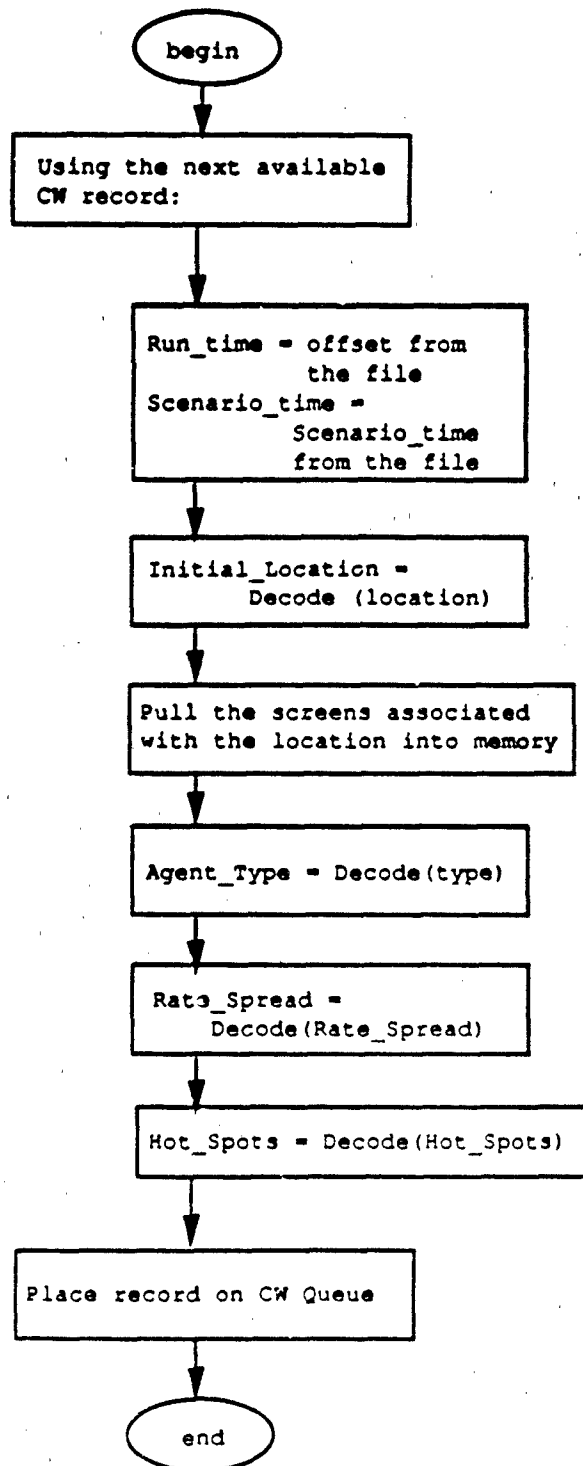 begin
Using the next available
CW record:
Run_time = offset from
the file
Scenario_time =
Scenario_time
from the file
Initial_Location =
Decode (location)
Pull the screens associated
with the location into memory
Agent_Type = Decode(type)
Rate_Spread =
Decode(Rate_Spread)
Hot_Spots = Decode(Hot_Spots)
Place record on CW Queue
end